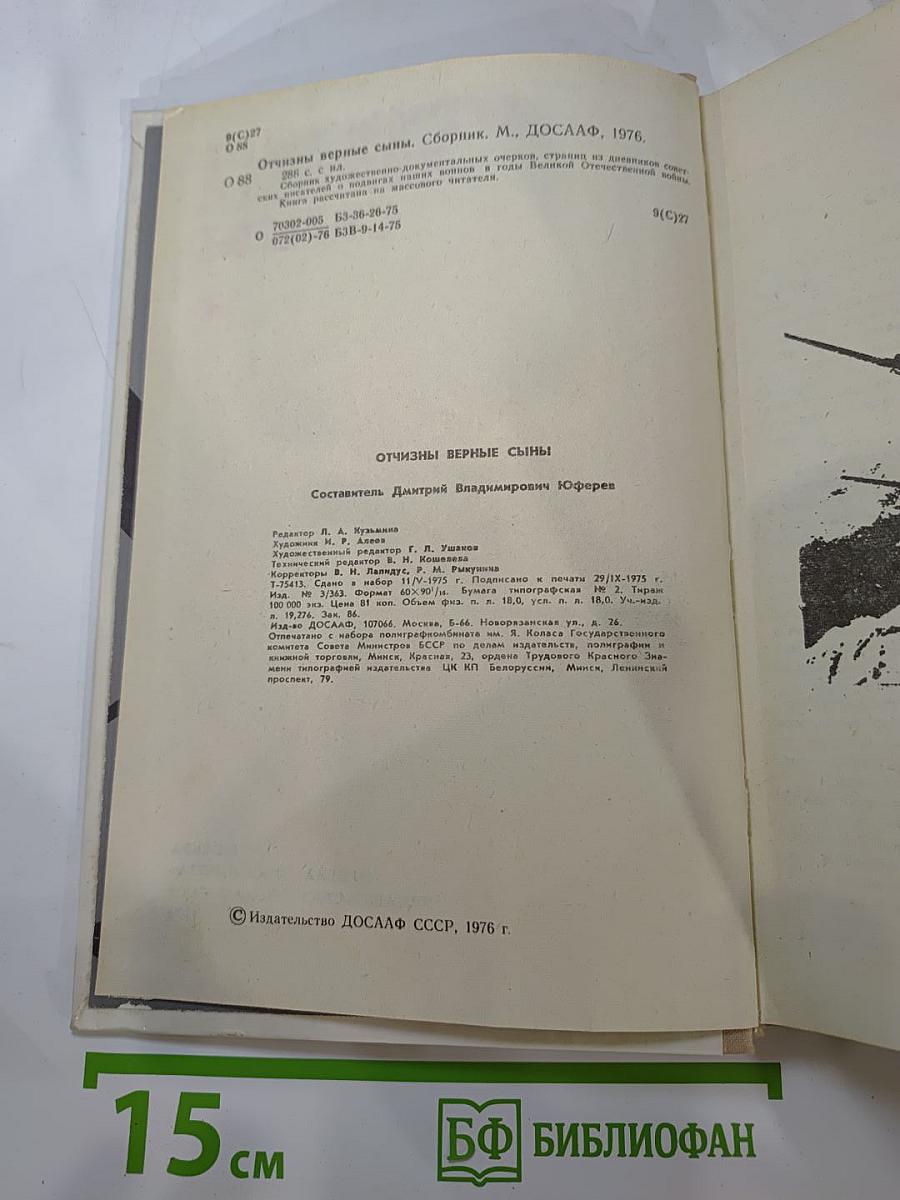 9(С)27
О 88
Отчизны верные сыны. Сборник. М., ДОСААФ, 1976.
О 88
288 с. с ил.
Сборник художественно-документальных очерков, страниц из дневников совет-
ских писателей о подвигах наших воинов в годы Великой Отечественной войны.
Книга рассчитана на массового читателя.
О 70302-005 БЗ-36-26-75
072(02)-76 БЗВ-9-14-75
9(С)27
ОТЧИЗНЫ ВЕРНЫЕ СЫНЫ
Составитель Дмитрий Владимирович Юферев
Редактор Л. А. Кузьмина
Художник И. Р. Алеев
Художественный редактор Г. Л. Ушаков
Технический редактор В. Н. Кошелева
Корректоры В. Н. Лапидус, Р. М. Рыкунина
Т-75413. Сдано в набор 11/V-1975 г. Подписано к печати 29/IX-1975 г.
Изд. № 3/363. Формат 60×90¹/₁₆. Бумага типографская № 2. Тираж
100 000 экз. Цена 81 коп. Объем физ. п. л. 18,0, усл. п. л. 18,0. Уч.-изд.
л. 19,276. Зак. 86.
Изд-во ДОСААФ, 107066. Москва, Б-66. Новорязанская ул., д. 26.
Отпечатано с набора полиграфкомбината им. Я. Коласа Государственного
комитета Совета Министров БССР по делам издательств, полиграфии и
книжной торговли, Минск, Красная, 23, ордена Трудового Красного Зна-
мени типографией издательства ЦК КП Белоруссии, Минск, Ленинский
проспект, 79.
© Издательство ДОСААФ СССР, 1976 г.
15 см
БФ БИБЛИОФАН